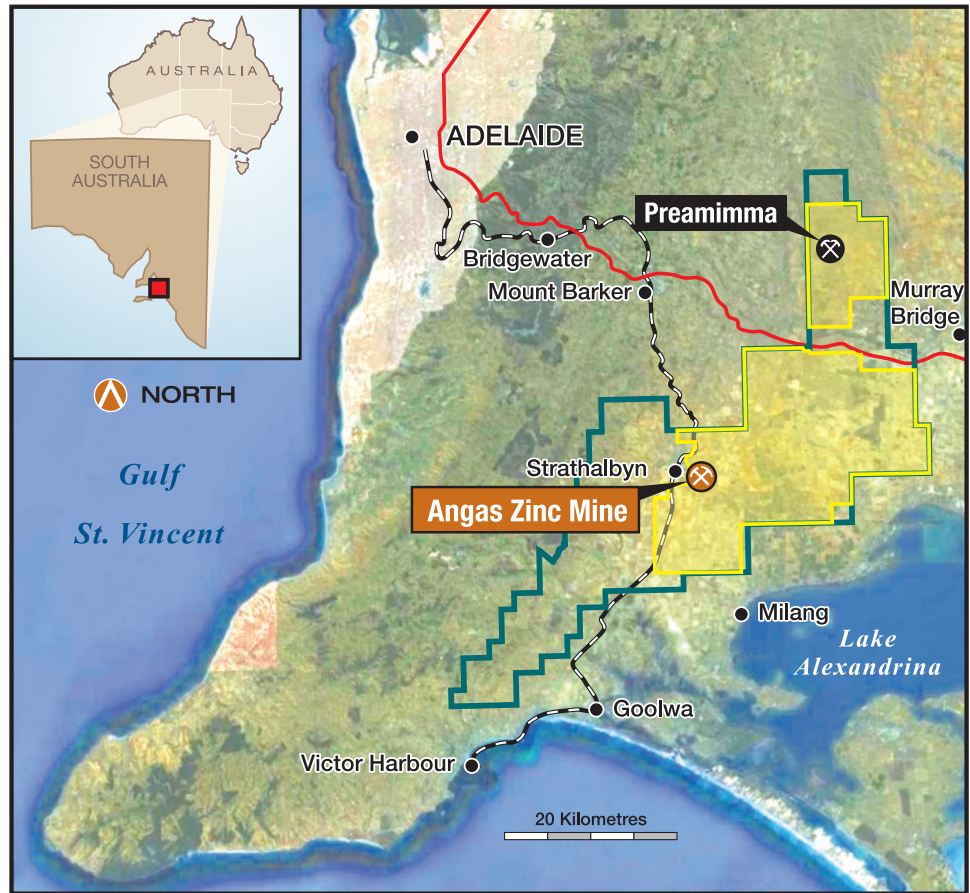 AUSTRALIA
SOUTH
AUSTRALIA
ADELAIDE
Preamimma
Bridgewater
Mount Barker
Murray
Bridge
NORTH
Gulf
St. Vincent
Strathalbyn
Angas Zinc Mine
Milang
Lake
Alexandrina
Goolwa
Victor Harbour
20 Kilometres